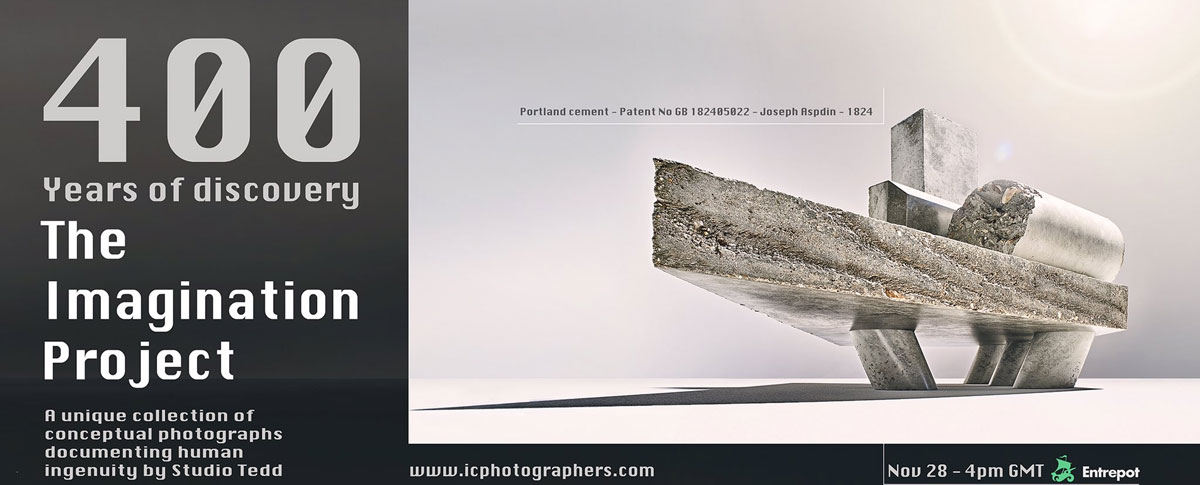 400
Years of discovery
The
Imagination
Project
A unique collection of
conceptual photographs
documenting human
ingenuity by Studio Tedd
Portland cement - Patent No GB 182405022 - Joseph Aspdin - 1824
www.icphotographers.com
Nov 28 - 4pm GMT
Entrepot